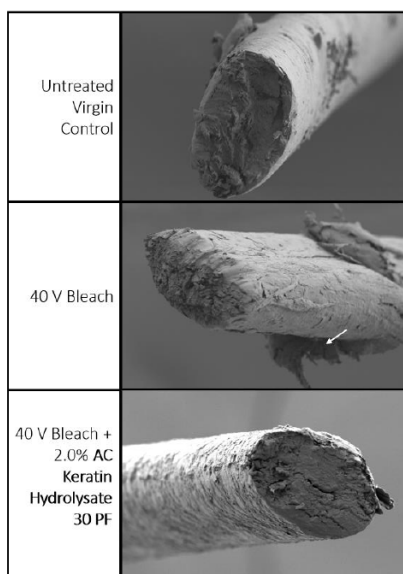 Untreated
Virgin
Control
40 V Bleach
40 V Bleach +
2.0% AC
Keratin
Hydrolysate
30 PF